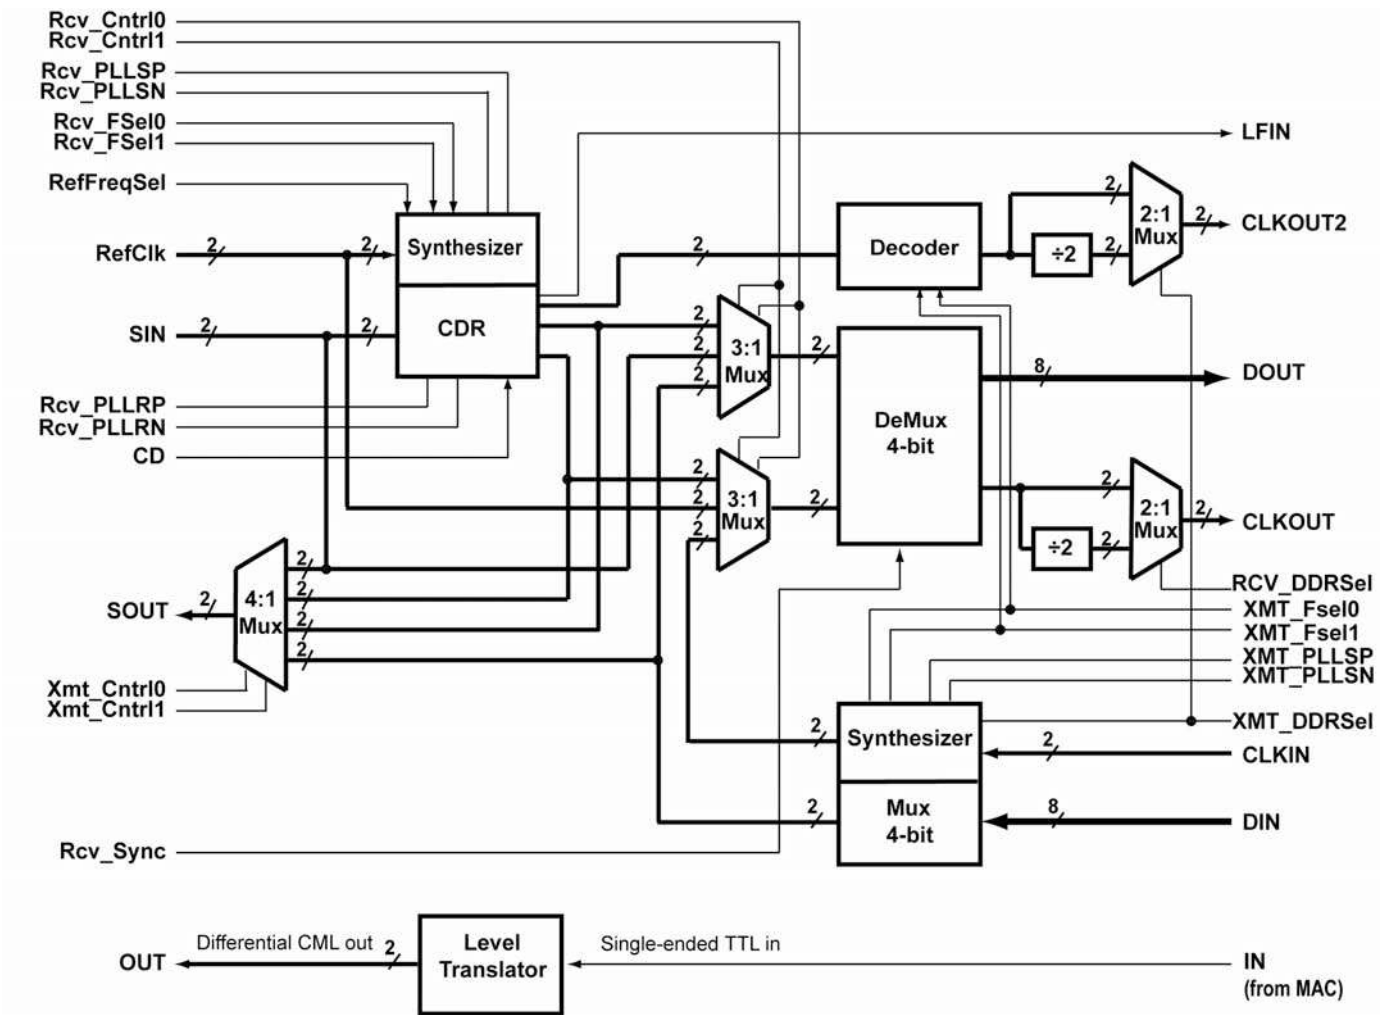 Rcv_Cntrl0
Rcv_Cntrl1
Rcv_PLLSP
Rcv_PLLSN
Rcv_FSel0
Rcv_FSel1
LFIN
RefFreqSel
2:1
Mux
2
2
CLKOUT2
RefClk
2
2
Synthesizer
2
Decoder
÷2
2
SIN
2
2
CDR
2
2
2
3:1
Mux
2
8
DOUT
Rcv_PLLRP
Rcv_PLLRN
CD
DeMux
4-bit
2
2
2
3:1
Mux
2
2
2:1
Mux
2
CLKOUT
÷2
2
SOUT
2
4:1
Mux
2
2
2
2
RCV_DDRSel
XMT_Fsel0
XMT_Fsel1
XMT_PLLSP
XMT_PLLSN
Xmt_Cntrl0
Xmt_Cntrl1
XMT_DDRSel
2
Synthesizer
2
CLKIN
2
Mux
4-bit
8
DIN
Rcv_Sync
OUT
Differential CML out
2
Level
Translator
Single-ended TTL in
IN
(from MAC)